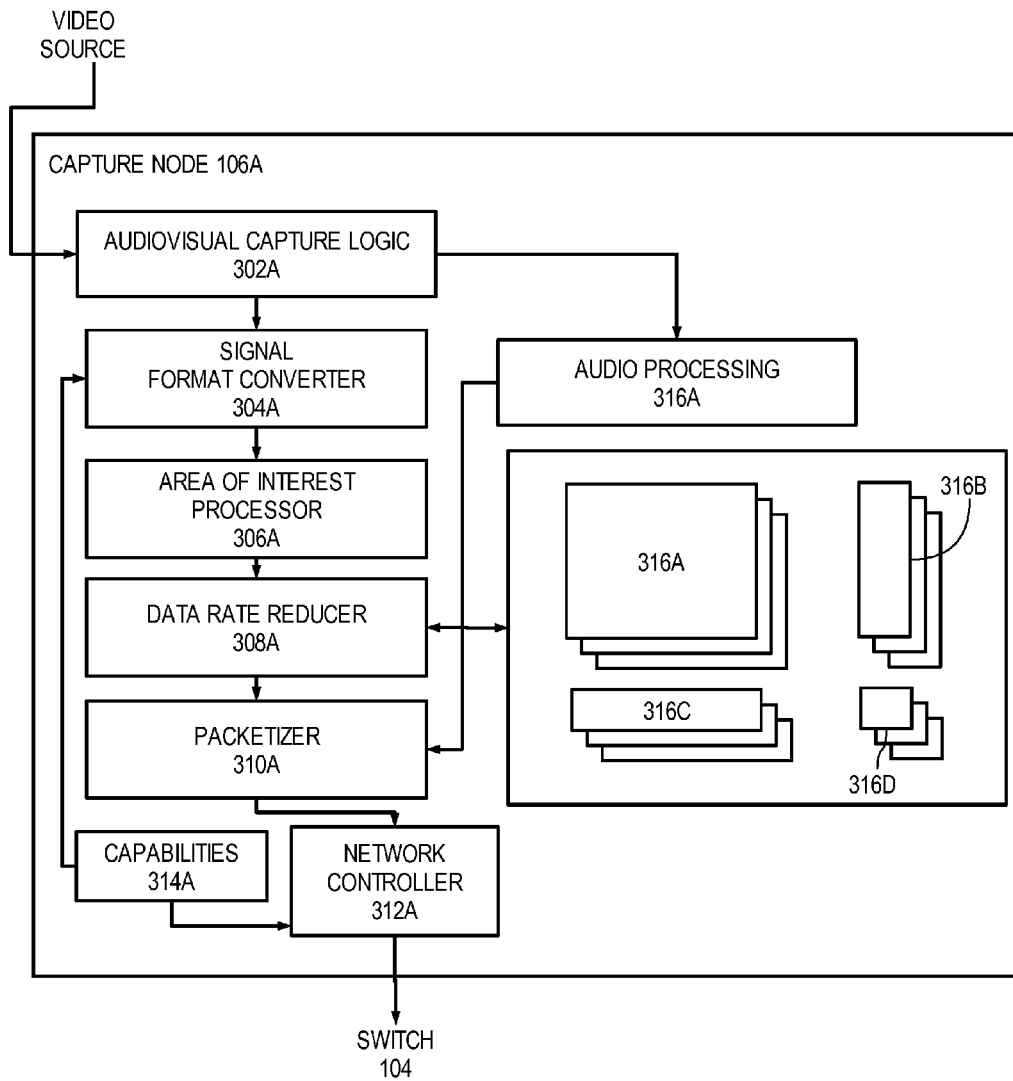 VIDEO
SOURCE
CAPTURE NODE 106A
AUDIOVISUAL CAPTURE LOGIC
302A
SIGNAL
FORMAT CONVERTER
304A
AUDIO PROCESSING
316A
AREA OF INTEREST
PROCESSOR
306A
316B
316A
DATA RATE REDUCER
308A
316C
316D
PACKETIZER
310A
CAPABILITIES
314A
NETWORK
CONTROLLER
312A
SWITCH
104